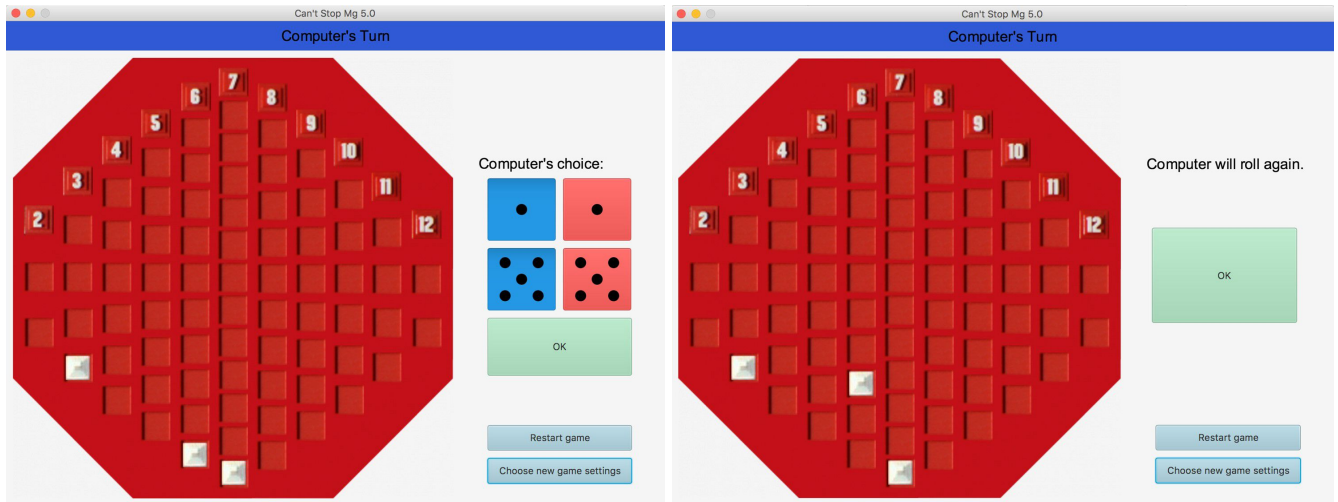 Can't Stop Mg 5.0
Computer's Turn
7
6 8
5 9
4 10
3 11
2 12
Computer's choice:
OK
Restart game
Choose new game settings
Can't Stop Mg 5.0
Computer's Turn
7
6 8
5 9
4 10
3 11
2 12
Computer will roll again.
OK
Restart game
Choose new game settings